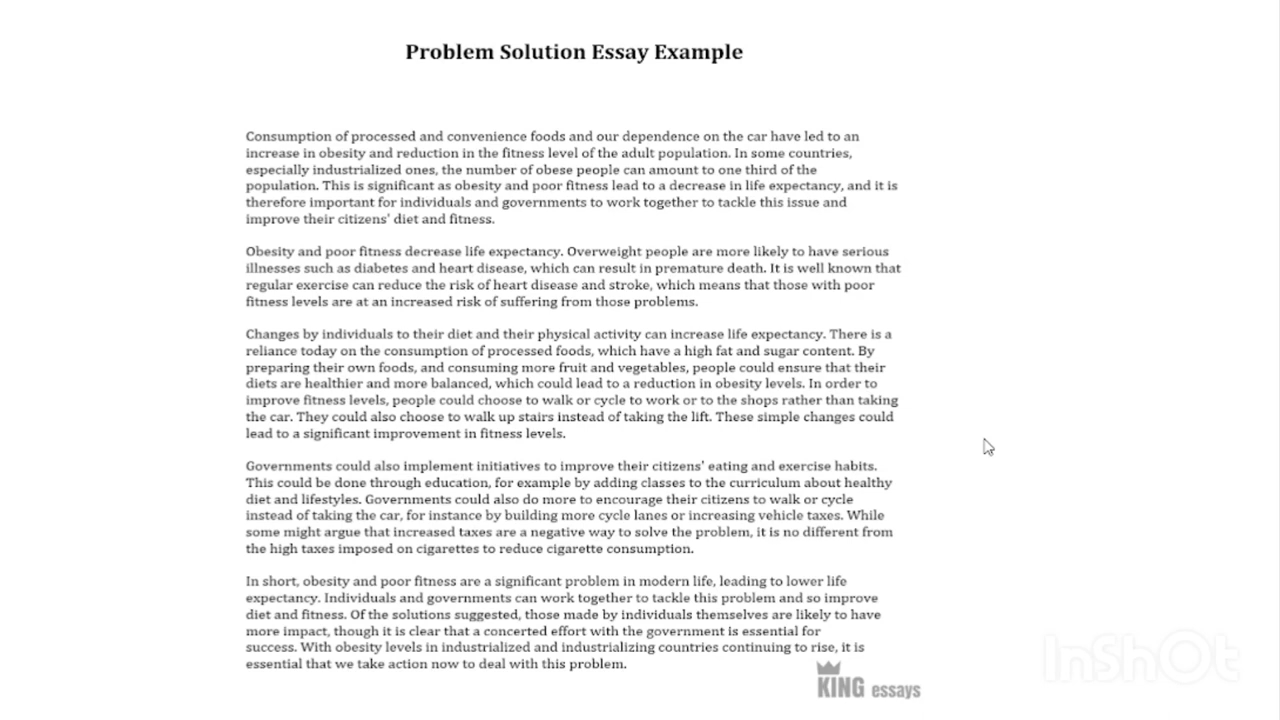 Problem Solution Essay Example
Consumption of processed and convenience foods and our dependence on the car have led to an
increase in obesity and reduction in the fitness level of the adult population. In some countries,
especially industrialized ones, the number of obese people can amount to one third of the
population. This is significant as obesity and poor fitness lead to a decrease in life expectancy, and it is
therefore important for individuals and governments to work together to tackle this issue and
improve their citizens' diet and fitness.
Obesity and poor fitness decrease life expectancy. Overweight people are more likely to have serious
illnesses such as diabetes and heart disease, which can result in premature death. It is well known that
regular exercise can reduce the risk of heart disease and stroke, which means that those with poor
fitness levels are at an increased risk of suffering from those problems.
Changes by individuals to their diet and their physical activity can increase life expectancy. There is a
reliance today on the consumption of processed foods, which have a high fat and sugar content. By
preparing their own foods, and consuming more fruit and vegetables, people could ensure that their
diets are healthier and more balanced, which could lead to a reduction in obesity levels. In order to
improve fitness levels, people could choose to walk or cycle to work or to the shops rather than taking
the car. They could also choose to walk up stairs instead of taking the lift. These simple changes could
lead to a significant improvement in fitness levels.
Governments could also implement initiatives to improve their citizens' eating and exercise habits.
This could be done through education, for example by adding classes to the curriculum about healthy
diet and lifestyles. Governments could also do more to encourage their citizens to walk or cycle
instead of taking the car, for instance by building more cycle lanes or increasing vehicle taxes. While
some might argue that increased taxes are a negative way to solve the problem, it is no different from
the high taxes imposed on cigarettes to reduce cigarette consumption.
In short, obesity and poor fitness are a significant problem in modern life, leading to lower life
expectancy. Individuals and governments can work together to tackle this problem and so improve
diet and fitness. Of the solutions suggested, those made by individuals themselves are likely to have
more impact, though it is clear that a concerted effort with the government is essential for
success. With obesity levels in industrialized and industrializing countries continuing to rise, it is
essential that we take action now to deal with this problem.
KING essays
InShOt